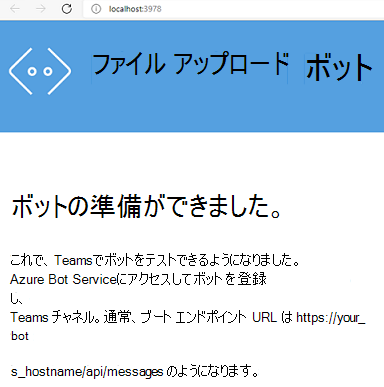 localhost:3978
ファイル アップロード ボット
ボットの準備ができました。
これで、Teamsでボットをテストできるようになりました。
Azure Bot Serviceにアクセスしてボット を登録
し、
Teams チャネル。通常、ブート エンドポイント URL は https://your_
bot
s_hostname/api/messages のようになります。